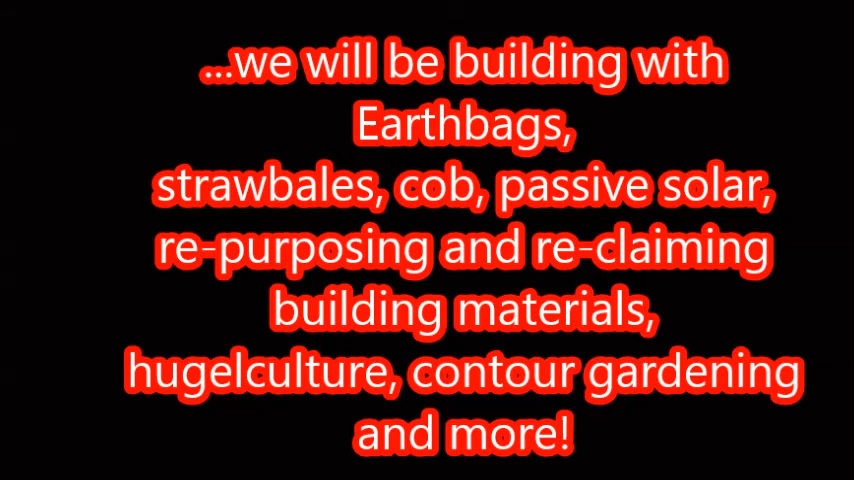 ...we will be building with
Earthbags,
strawbales, cob, passive solar,
re-purposing and re-claiming
building materials,
hugelculture, contour gardening
and more!